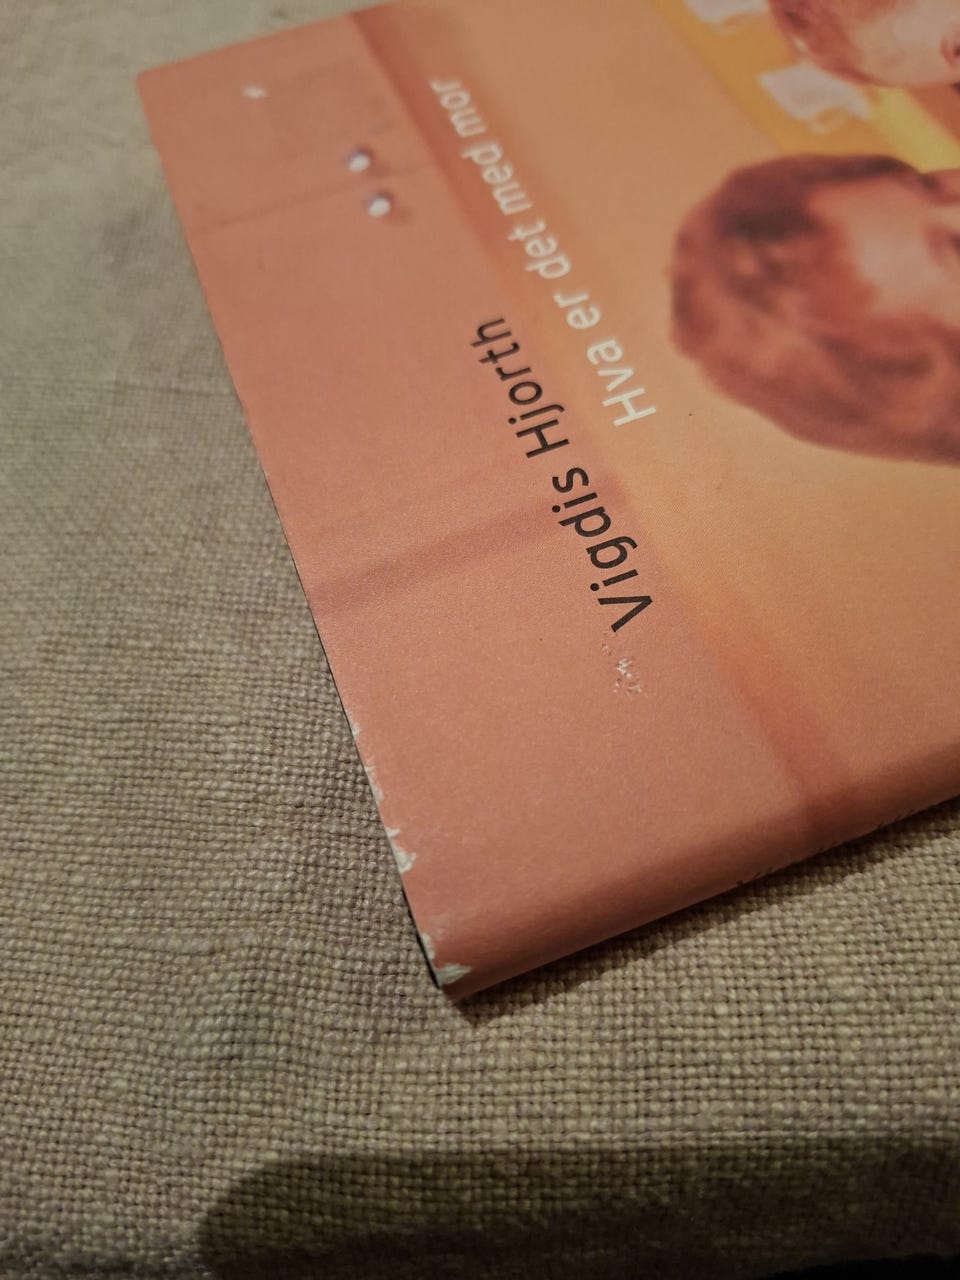 Vigdis Hjorth
Hva er det med mor